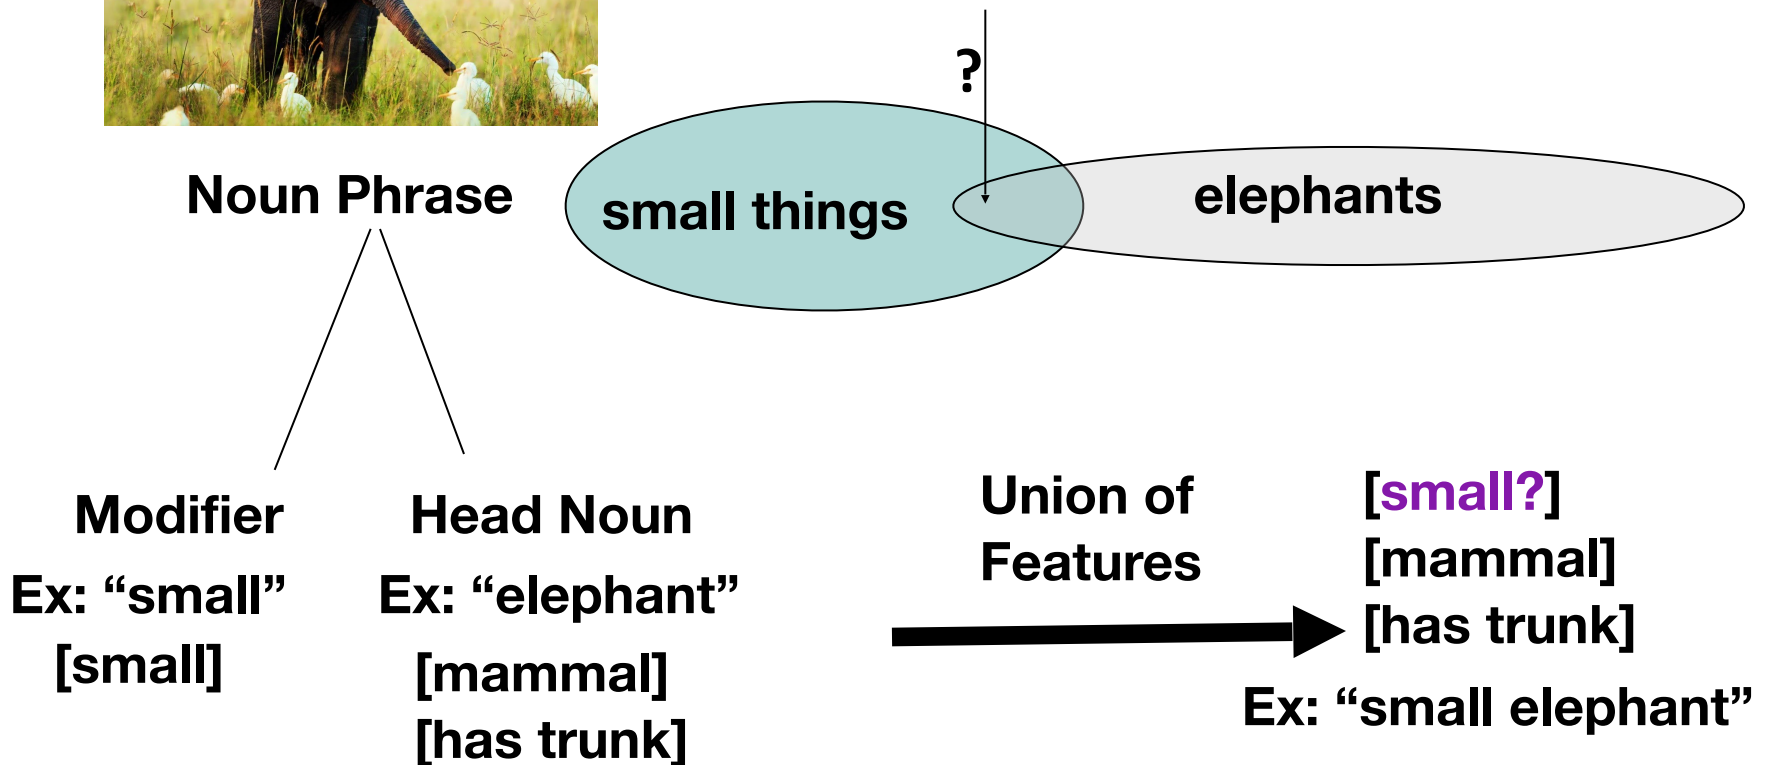 ?
Noun Phrase
small things
elephants
Modifier
Ex: “small”
[small]
Head Noun
Ex: “elephant”
[mammal]
[has trunk]
Union of
Features
[small?]
[mammal]
[has trunk]
Ex: “small elephant”